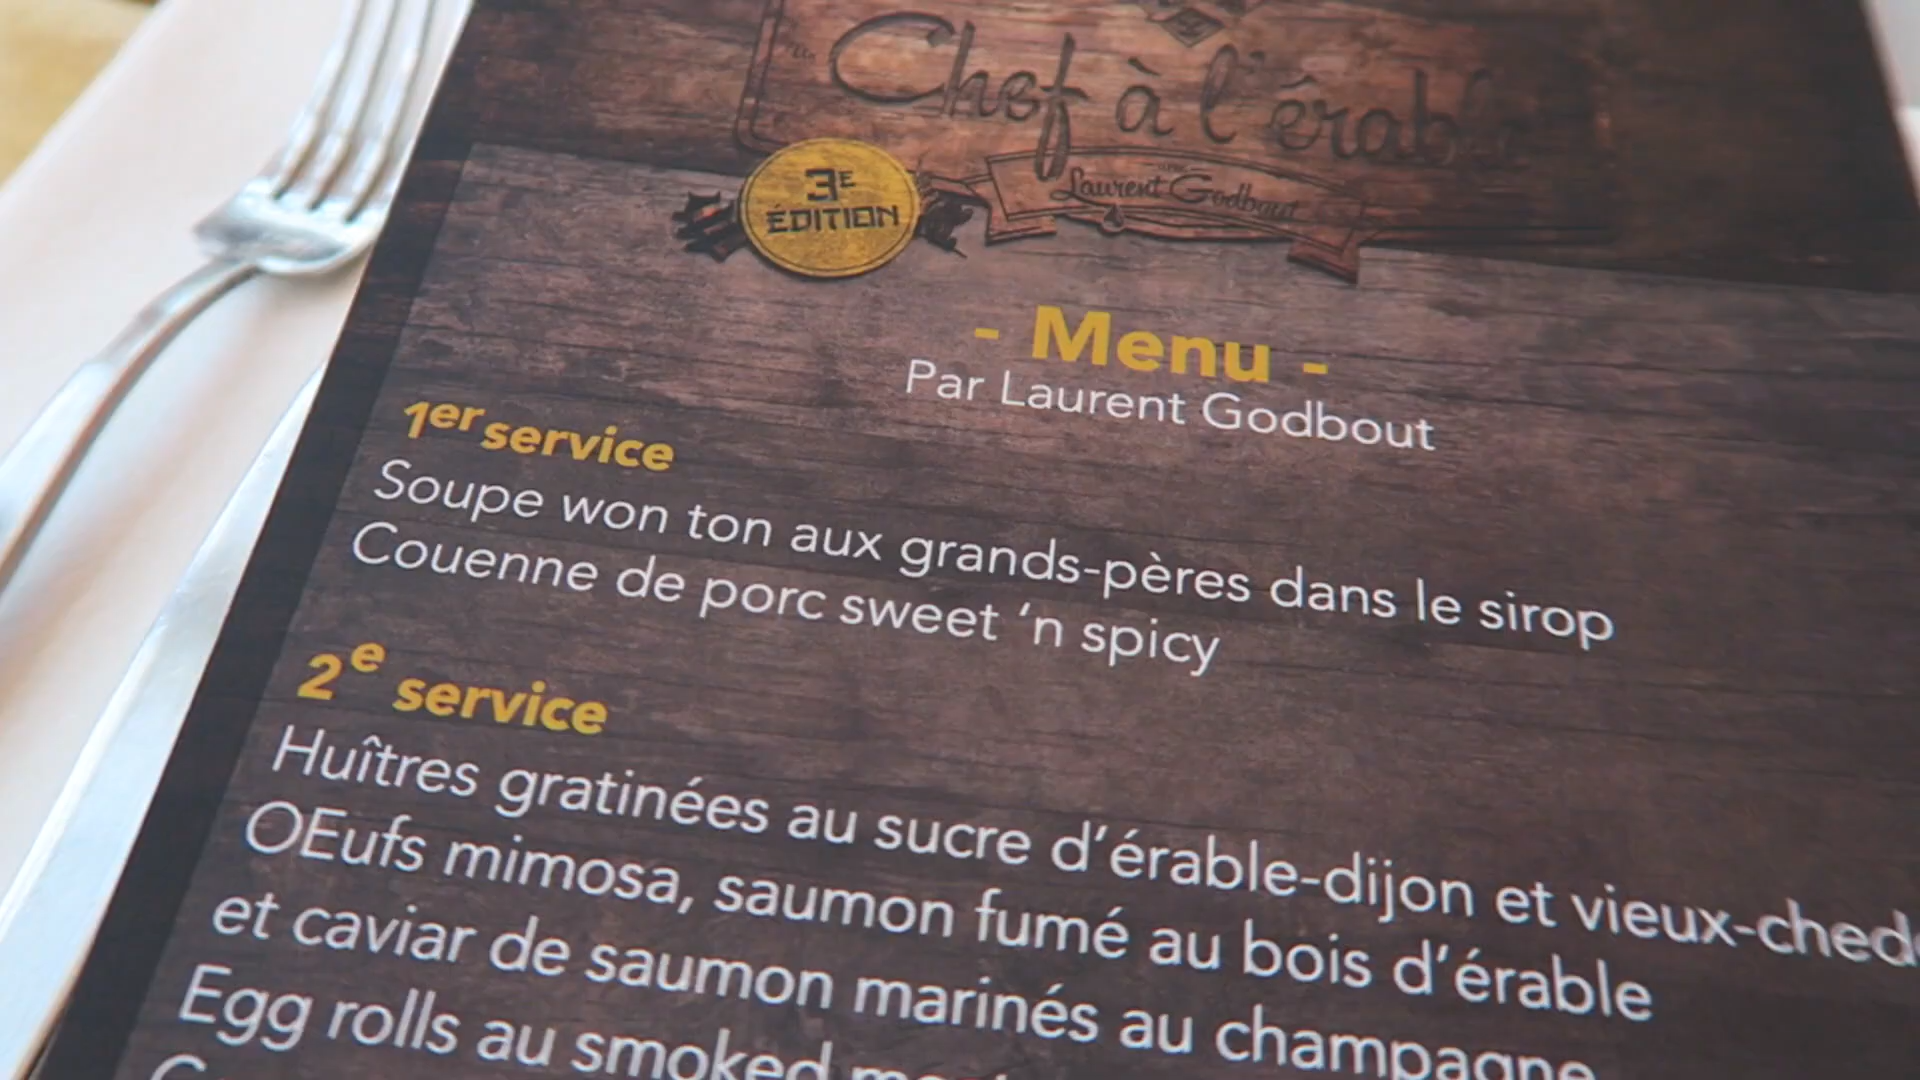 Chef à l'érable
Laurent Godbout
3E
ÉDITION
- Menu -
Par Laurent Godbout
1er service
Soupe won ton aux grands-pères dans le sirop
Couenne de porc sweet ‘n spicy
2e service
Huîtres gratinées au sucre d’érable-dijon et
OEufs mimosa, saumon fumé au bois d’érable
et caviar de saumon marinés au champagne
Egg rolls au smoked